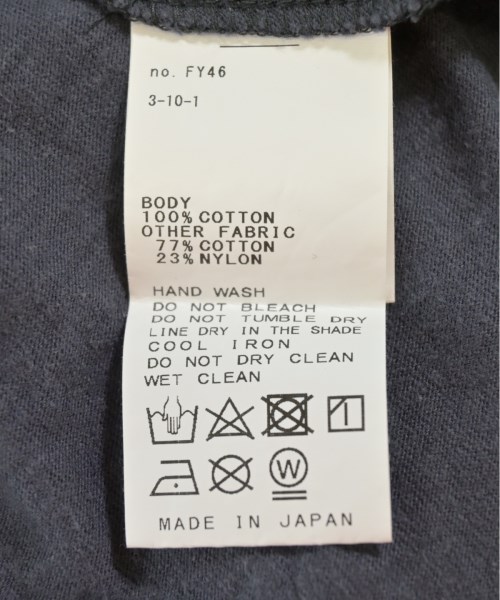 no. FY46
3-10-1
BODY
100% COTTON
OTHER FABRIC
77% COTTON
23% NYLON
HAND WASH
DO NOT BLEACH
DO NOT TUMBLE DRY
LINE DRY IN THE SHADE
COOL IRON
DO NOT DRY CLEAN
WET CLEAN
W
MADE IN JAPAN